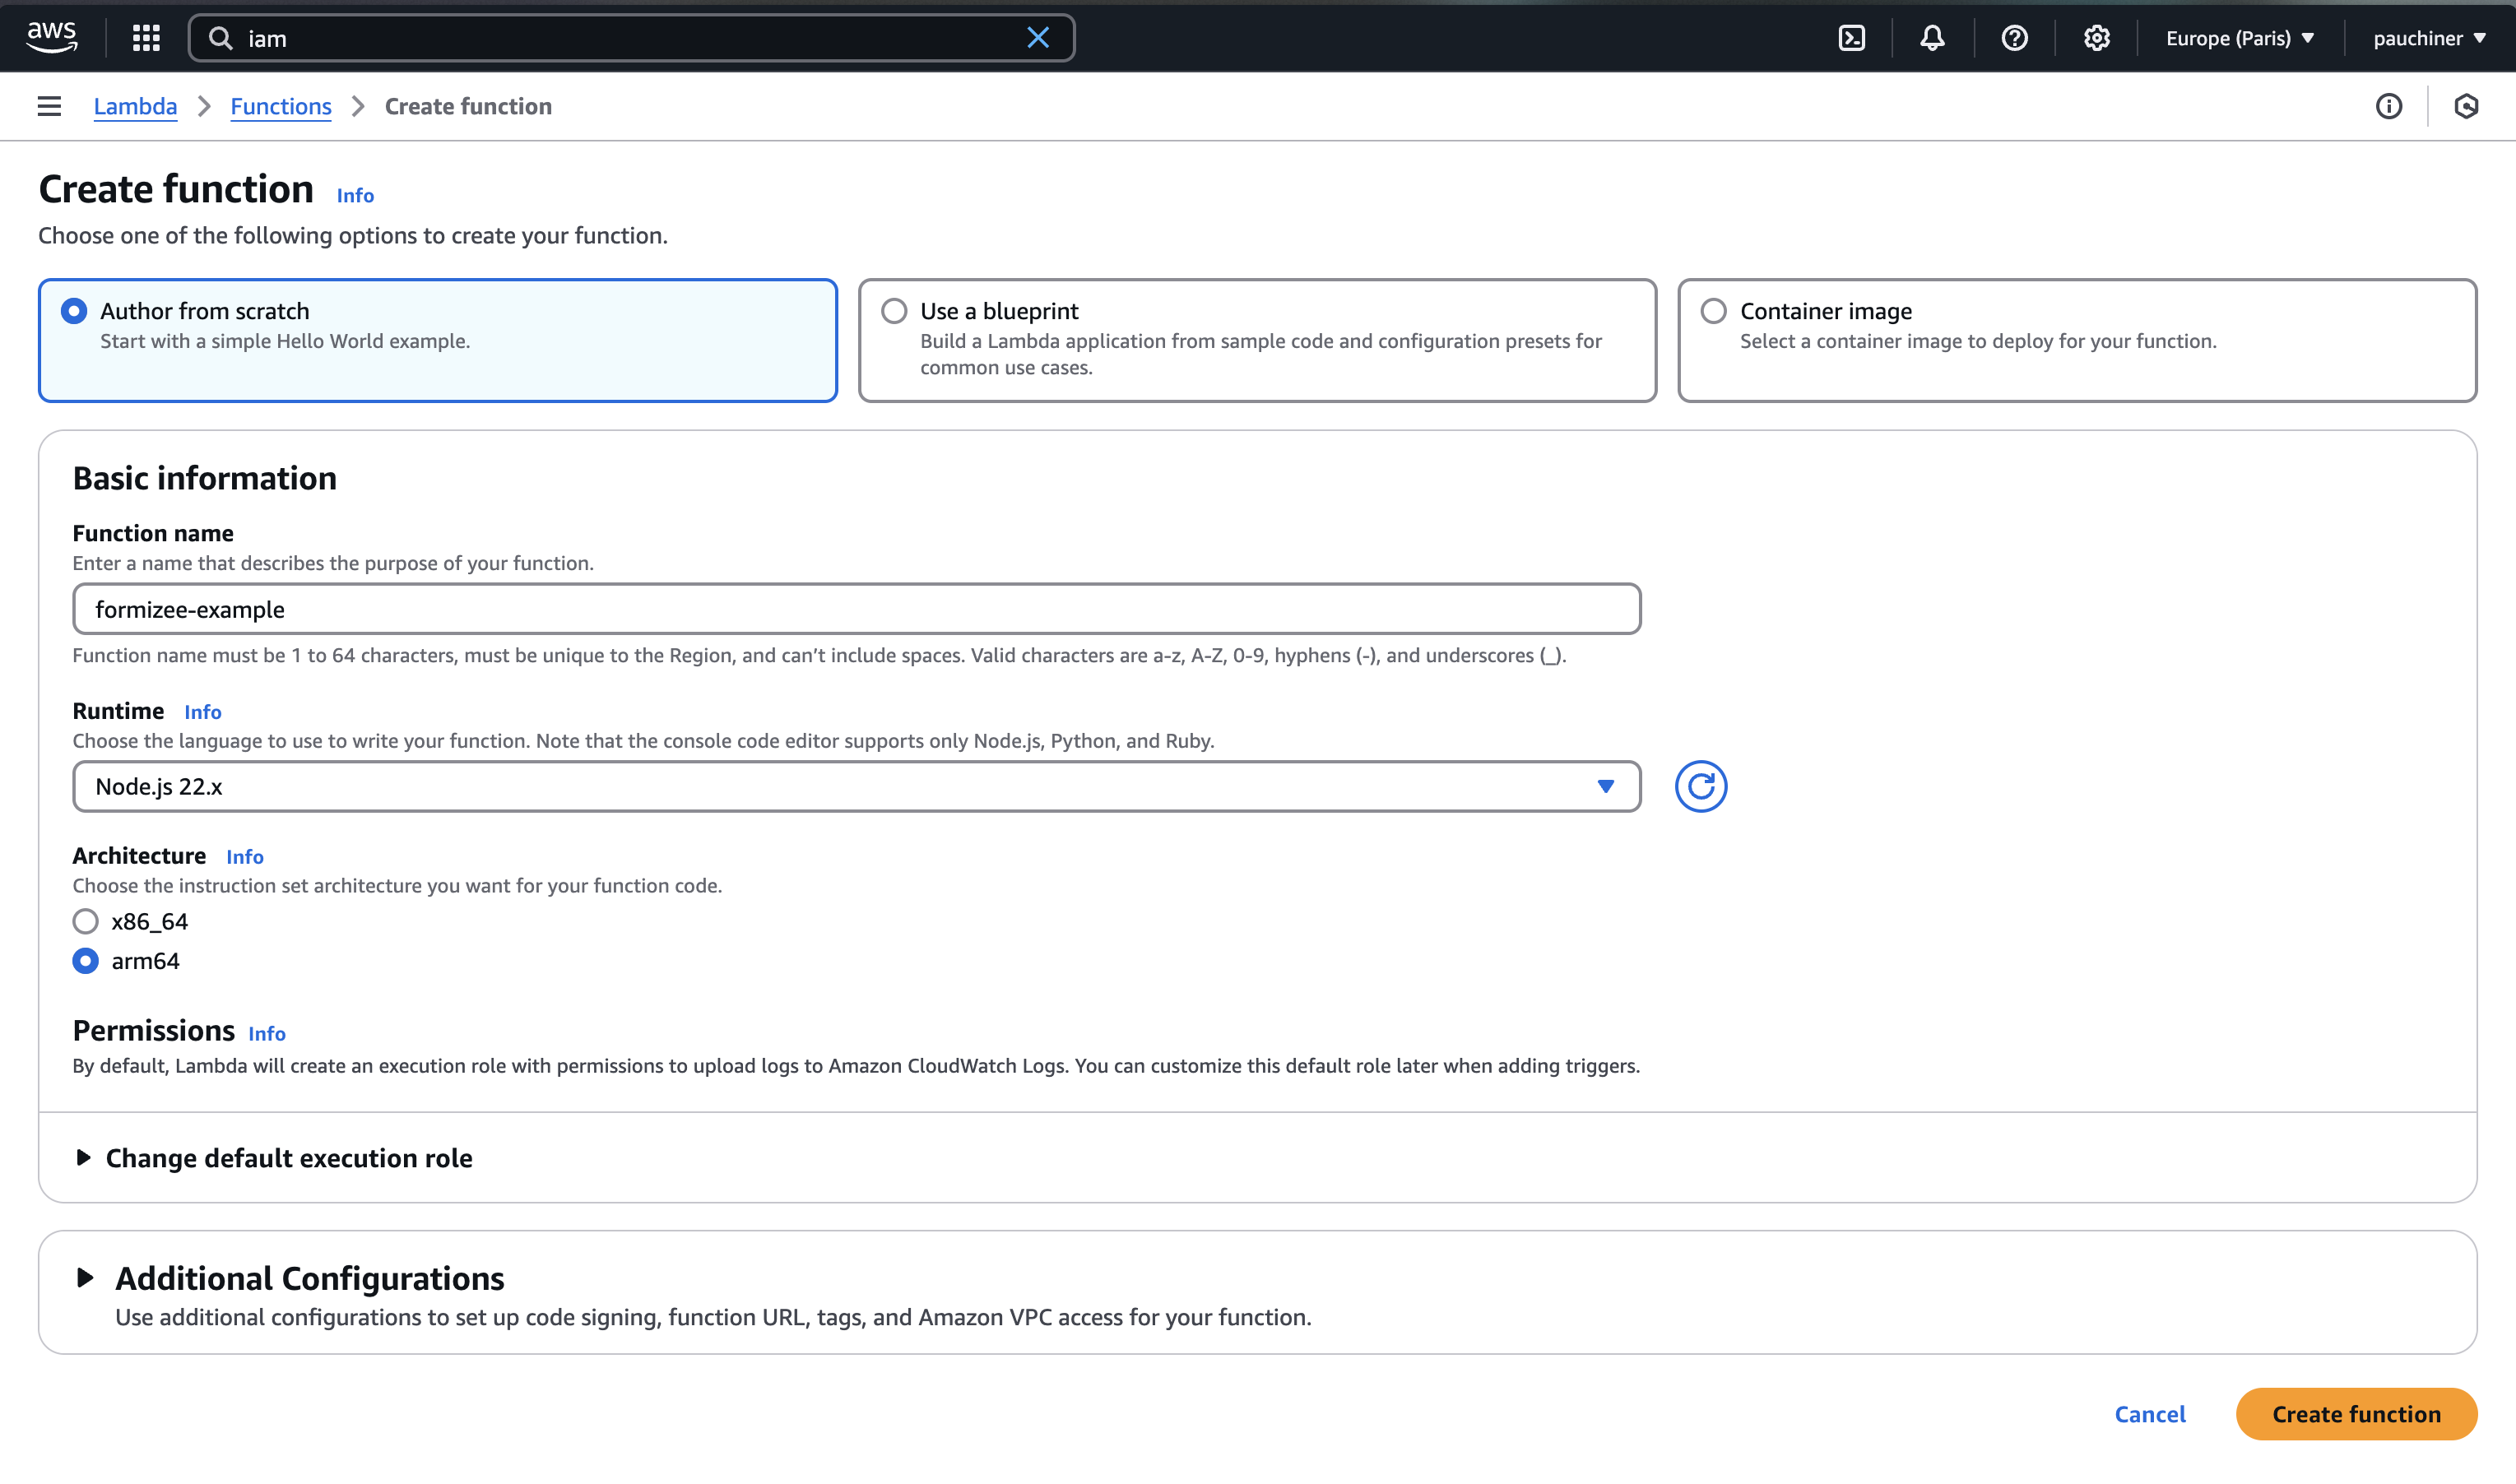 aws
iam
Europe (Paris)
pauchiner
Lambda
Functions
Create function
Create function Info
Choose one of the following options to create your function.
Author from scratch
Start with a simple Hello World example.
Use a blueprint
Build a Lambda application from sample code and configuration presets for
common use cases.
Container image
Select a container image to deploy for your function.
Basic information
Function name
Enter a name that describes the purpose of your function.
formizee-example
Function name must be 1 to 64 characters, must be unique to the Region, and can’t include spaces. Valid characters are a-z, A-Z, 0-9, hyphens (-), and underscores (_).
Runtime Info
Choose the language to use to write your function. Note that the console code editor supports only Node.js, Python, and Ruby.
Node.js 22.x
Architecture Info
Choose the instruction set architecture you want for your function code.
x86_64
arm64
Permissions Info
By default, Lambda will create an execution role with permissions to upload logs to Amazon CloudWatch Logs. You can customize this default role later when adding triggers.
Change default execution role
Additional Configurations
Use additional configurations to set up code signing, function URL, tags, and Amazon VPC access for your function.
Cancel
Create function